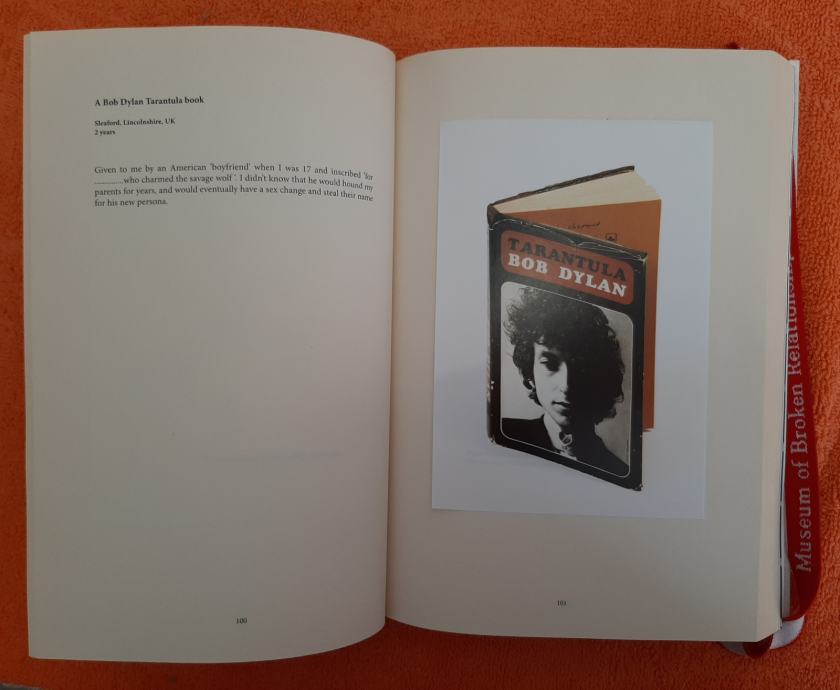 A Bob Dylan Tarantula book
Sleaford, Lincolnshire, UK
2 years
Given to me by an American 'boyfriend' when I was 17 and inscribed 'for
..............who charmed the savage wolf'. I didn't know that he would hound my
parents for years, and would eventually have a sex change and steal their name
for his new persona.
100
TARANTULA
BOB DYLAN
101
Museum of Broken Relationships